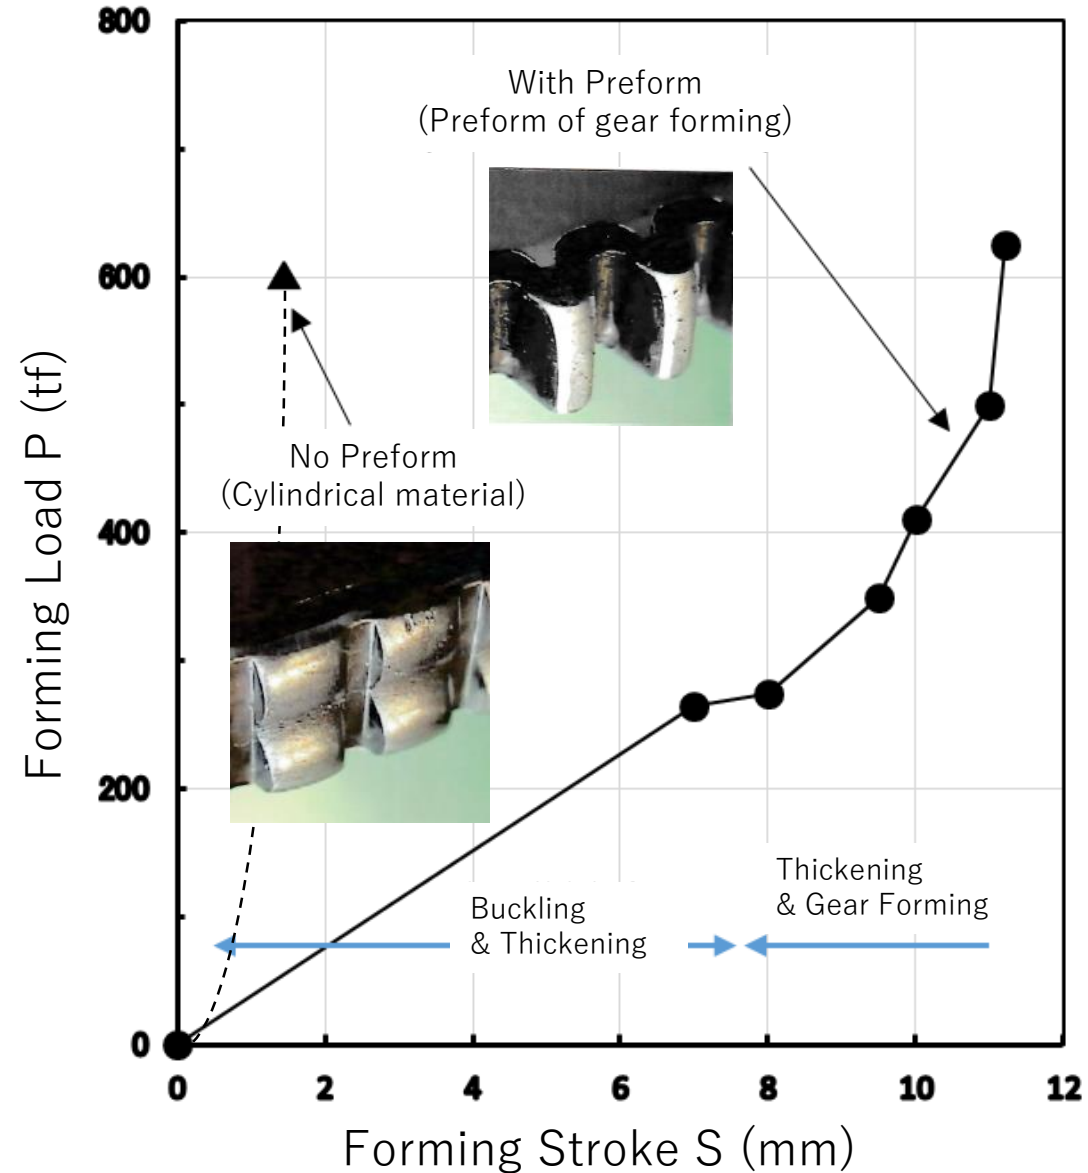 800
600
400
200
0
0
2
4
6
8
10
12
Forming Load P (tf)
Forming Stroke S (mm)
With Preform
(Preform of gear forming)
No Preform
(Cylindrical material)
Buckling
& Thickening
Thickening
& Gear Forming